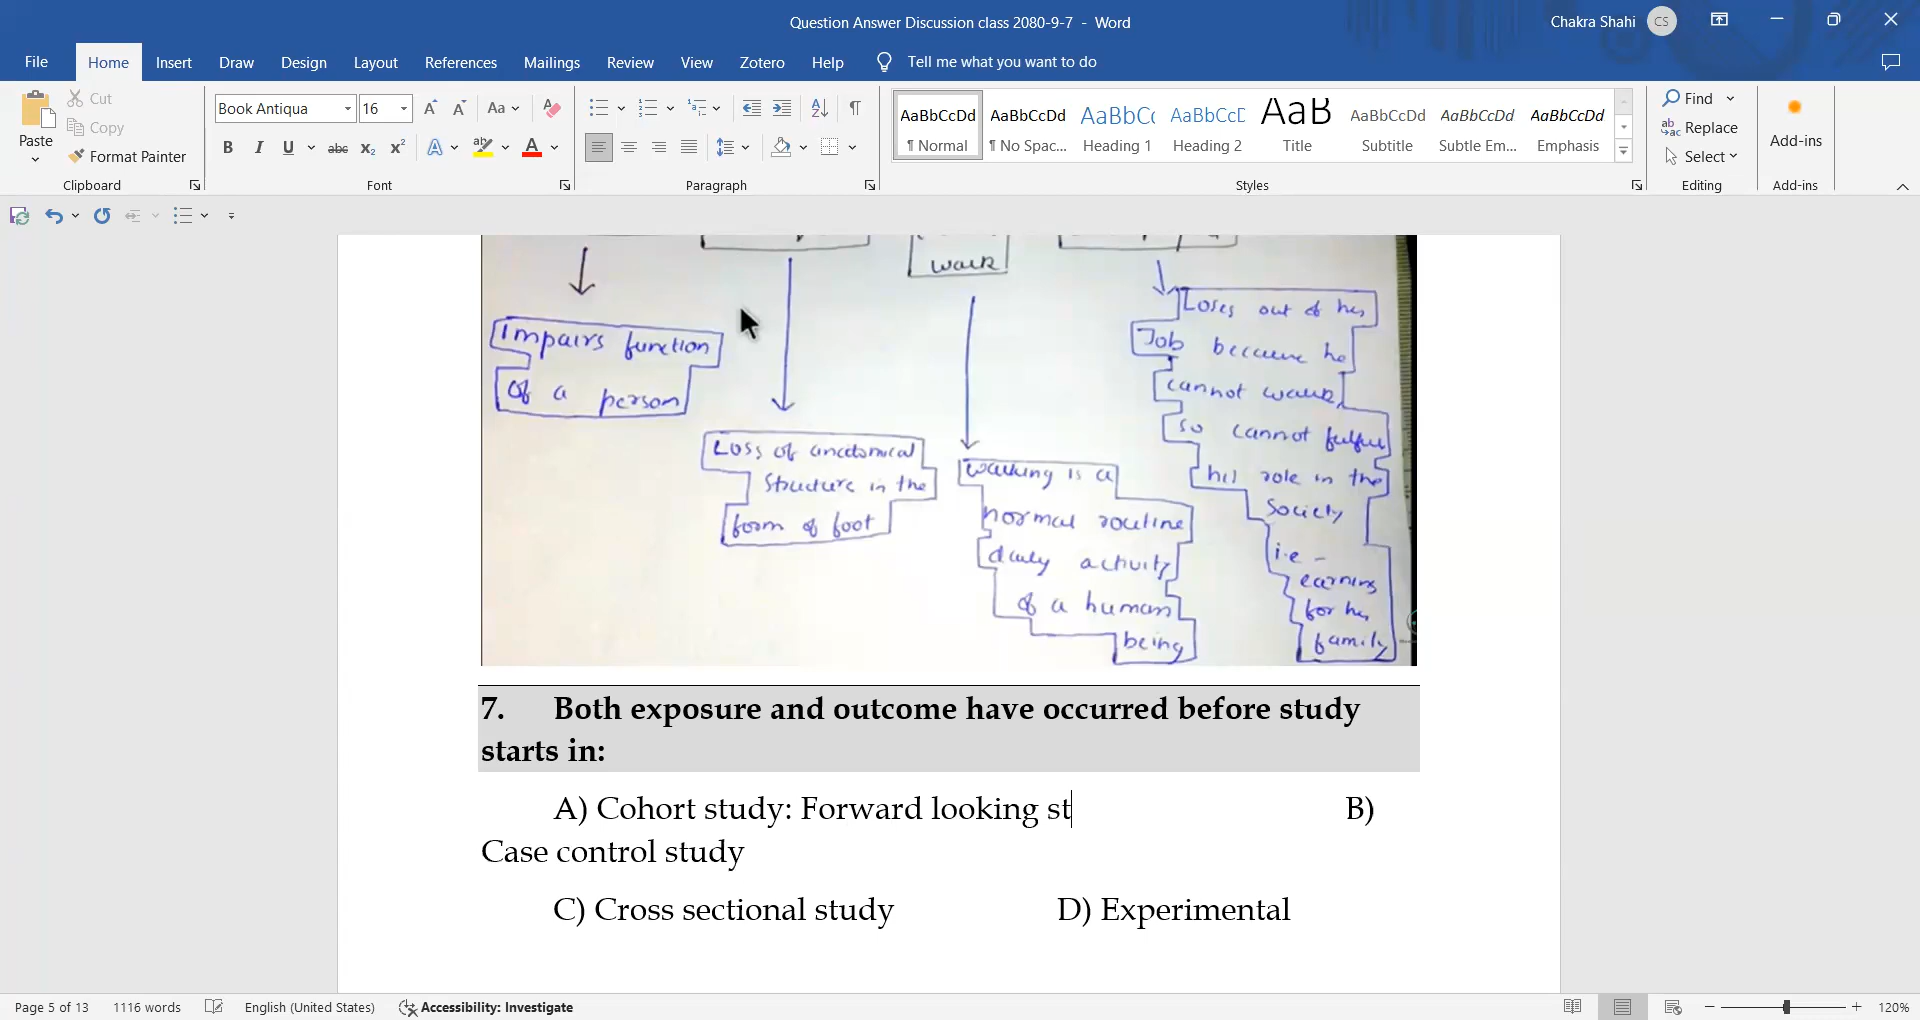 Question Answer Discussion class 2080-9-7 - Word
Chakra Shahi CS
File Home Insert Draw Design Layout References Mailings Review View Zotero Help Tell me what you want to do
Paste Cut Copy Format Painter
Book Antiqua 16 Aa
B I U abc x₂ x² A A
AaBbCcDd AaBbCcDd AaBbCc AaBbCcC AaB AaBbCcDd AaBbCcDd AaBbCcDd
¶ Normal ¶ No Spac... Heading 1 Heading 2 Title Subtitle Subtle Em... Emphasis
Find Replace Select
Add-ins
Clipboard Font Paragraph Styles Editing Add-ins
walk
Impairs function
of a person
Loss of anatomical
structure in the
form of foot
Walking is a
normal routine
daily activity
of a human
being
Loses out of his
Job because he
cannot walk,
so cannot fulfill
his role in the
Society
i.e -
earning
for his
family
7. Both exposure and outcome have occurred before study
starts in:
A) Cohort study: Forward looking st B)
Case control study
C) Cross sectional study D) Experimental
Page 5 of 13 1116 words English (United States) Accessibility: Investigate 120%